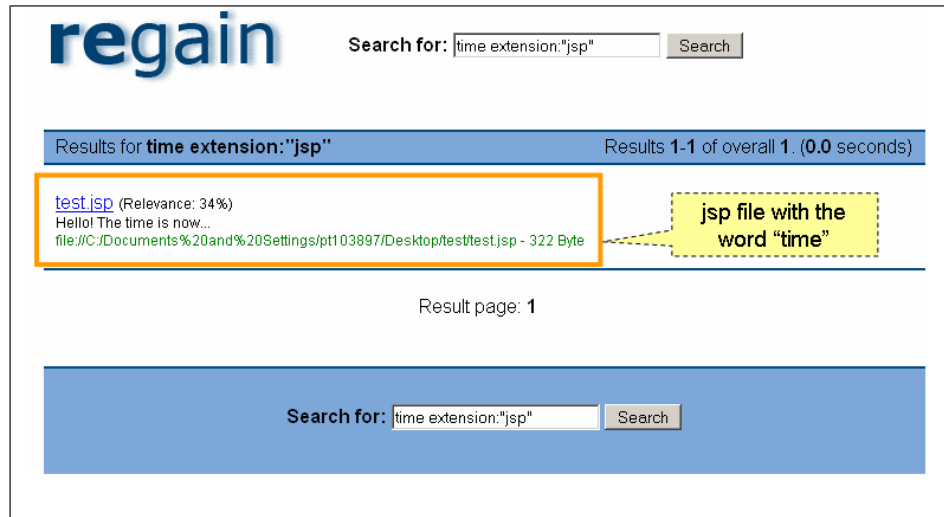 regain
Search for: time extension:"jsp" Search
Results for time extension:"jsp" Results 1-1 of overall 1. (0.0 seconds)
test.jsp (Relevance: 34%)
Hello! The time is now...
file://C:/Documents%20and%20Settings/pt103897/Desktop/test/test.jsp - 322 Byte
jsp file with the
word “time”
Result page: 1
Search for: time extension:"jsp" Search